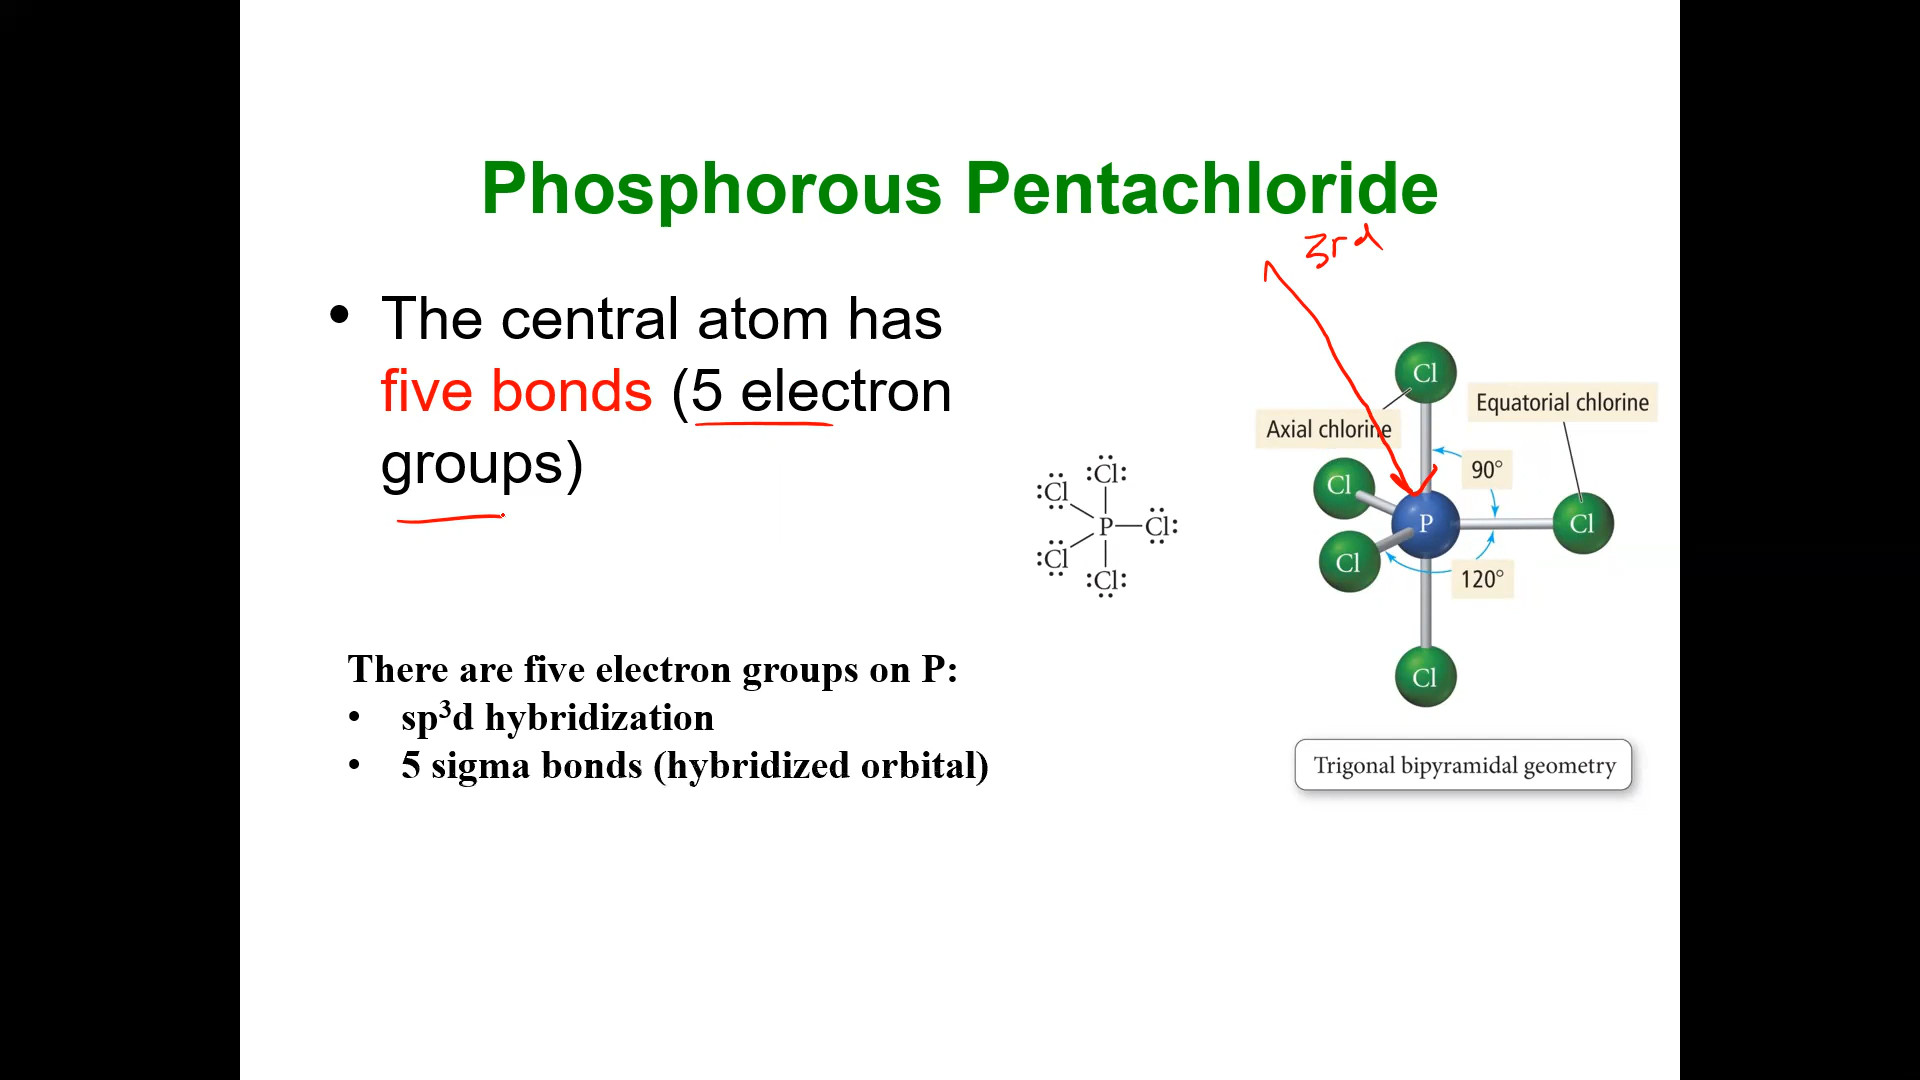 Phosphorous Pentachloride
3rd
• The central atom has
five bonds (5 electron
groups)
Axial chlorine
Equatorial chlorine
Cl
90°
Cl
P
Cl
Cl
120°
Cl
:Cl:
:Cl
P
Cl:
:Cl
:Cl:
There are five electron groups on P:
• sp³d hybridization
• 5 sigma bonds (hybridized orbital)
Trigonal bipyramidal geometry